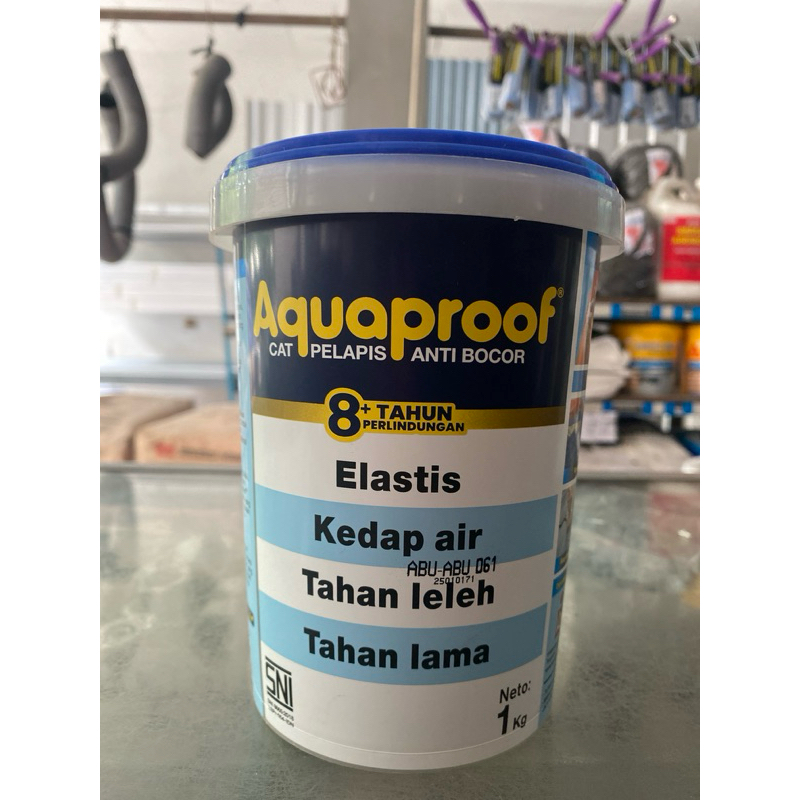 Aquaproof®
CAT PELAPIS ANTI BOCOR
8+ TAHUN
PERLINDUNGAN
Elastis
Kedap air
ABU-ABU 061
25010171
Tahan leleh
Tahan lama
SNI
Neto:
1 Kg